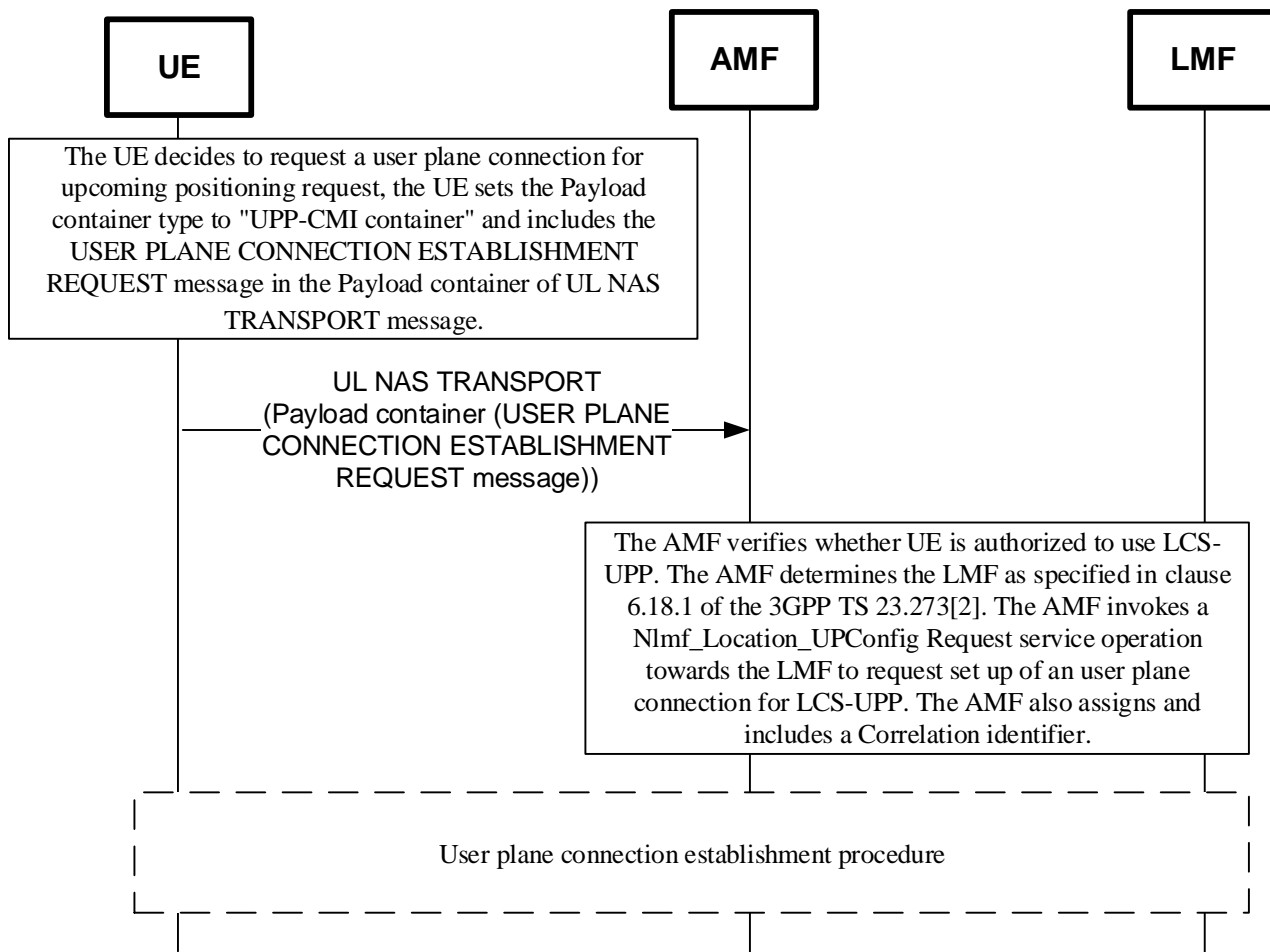 UE
AMF
LMF
The UE decides to request a user plane connection for
upcoming positioning request, the UE sets the Payload
container type to "UPP-CMI container" and includes the
USER PLANE CONNECTION ESTABLISHMENT
REQUEST message in the Payload container of UL NAS
TRANSPORT message.
UL NAS TRANSPORT
(Payload container (USER PLANE
CONNECTION ESTABLISHMENT
REQUEST message))
The AMF verifies whether UE is authorized to use LCS-
UPP. The AMF determines the LMF as specified in clause
6.18.1 of the 3GPP TS 23.273[2]. The AMF invokes a
Nlmf_Location_UPConfig Request service operation
towards the LMF to request set up of an user plane
connection for LCS-UPP. The AMF also assigns and
includes a Correlation identifier.
User plane connection establishment procedure